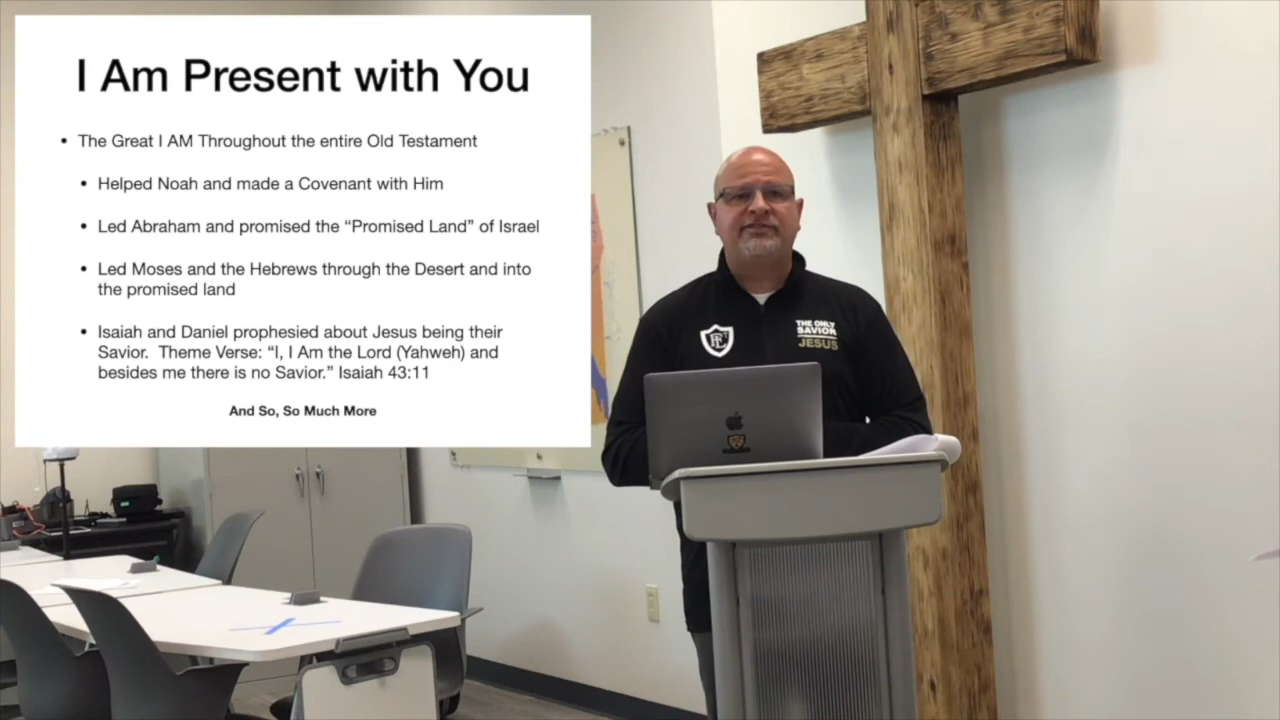 I Am Present with You
• The Great I AM Throughout the entire Old Testament
• Helped Noah and made a Covenant with Him
• Led Abraham and promised the “Promised Land” of Israel
• Led Moses and the Hebrews through the Desert and into
the promised land
• Isaiah and Daniel prophesied about Jesus being their
Savior. Theme Verse: “I, I Am the Lord (Yahweh) and
besides me there is no Savior.” Isaiah 43:11
And So, So Much More
THE ONLY
SAVIOR
JESUS